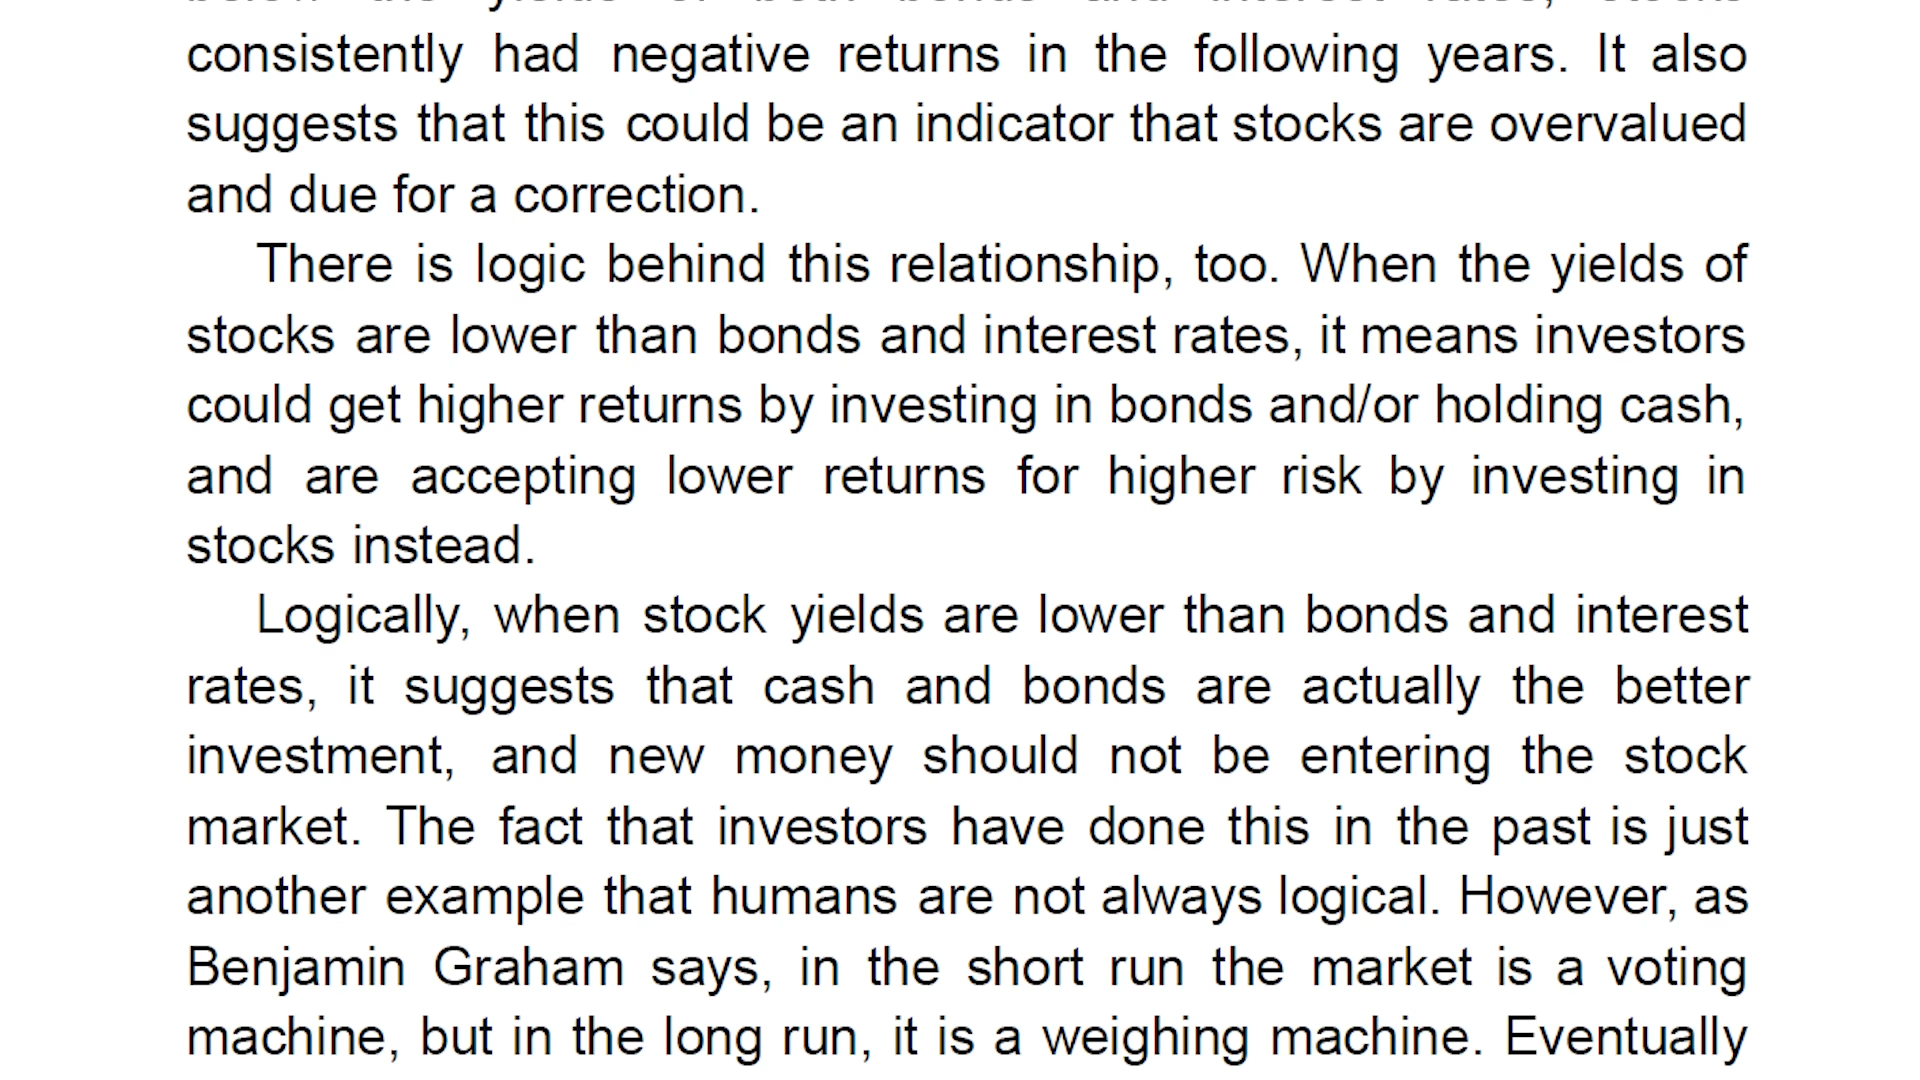 consistently had negative returns in the following years. It also
suggests that this could be an indicator that stocks are overvalued
and due for a correction.
There is logic behind this relationship, too. When the yields of
stocks are lower than bonds and interest rates, it means investors
could get higher returns by investing in bonds and/or holding cash,
and are accepting lower returns for higher risk by investing in
stocks instead.
Logically, when stock yields are lower than bonds and interest
rates, it suggests that cash and bonds are actually the better
investment, and new money should not be entering the stock
market. The fact that investors have done this in the past is just
another example that humans are not always logical. However, as
Benjamin Graham says, in the short run the market is a voting
machine, but in the long run, it is a weighing machine. Eventually